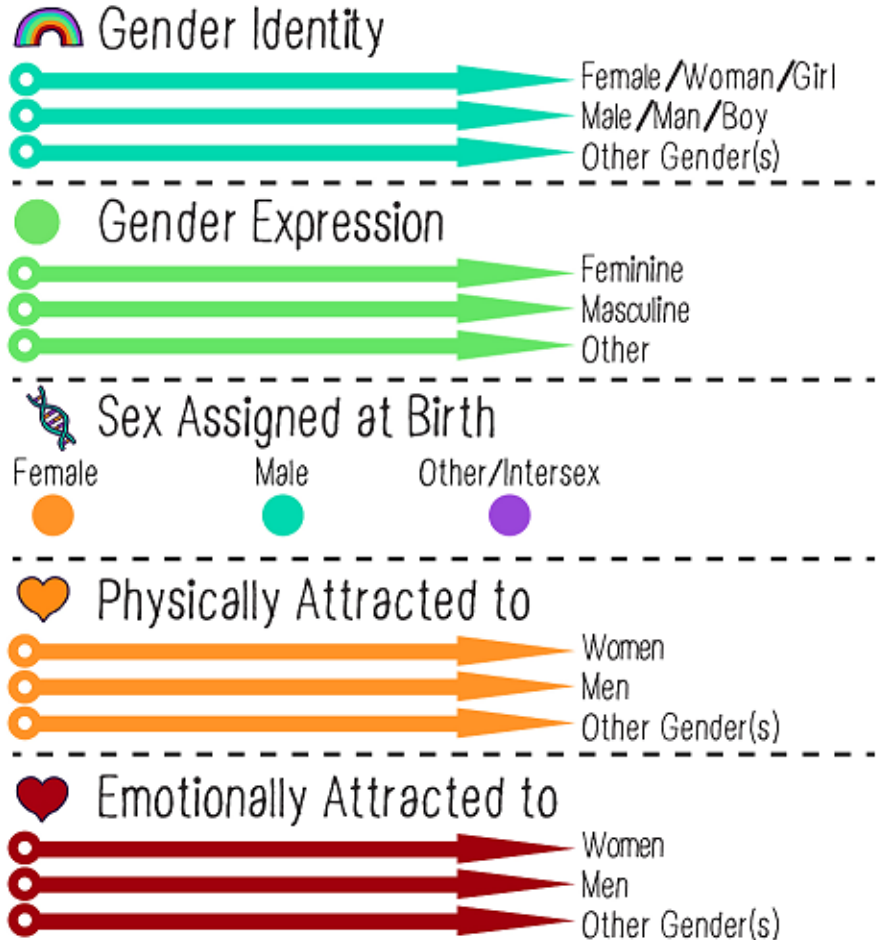 Gender Identity
Female/Woman/Girl
Male/Man/Boy
Other Gender(s)
Gender Expression
Feminine
Masculine
Other
Sex Assigned at Birth
Female Male Other/Intersex
Physically Attracted to
Women
Men
Other Gender(s)
Emotionally Attracted to
Women
Men
Other Gender(s)